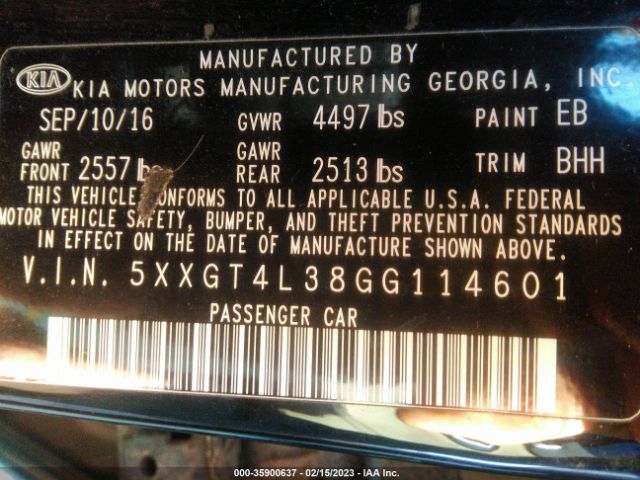 MANUFACTURED BY
KIA KIA MOTORS MANUFACTURING GEORGIA, INC.
SEP/10/16 GVWR 4497 lbs PAINT EB
GAWR FRONT 2557 lbs GAWR REAR 2513 lbs TRIM BHH
THIS VEHICLE CONFORMS TO ALL APPLICABLE U.S.A. FEDERAL
MOTOR VEHICLE SAFETY, BUMPER, AND THEFT PREVENTION STANDARDS
IN EFFECT ON THE DATE OF MANUFACTURE SHOWN ABOVE.
V.I.N. 5XXGT4L38GG114601
PASSENGER CAR
000-35900637 - 02/15/2023 - IAA Inc.